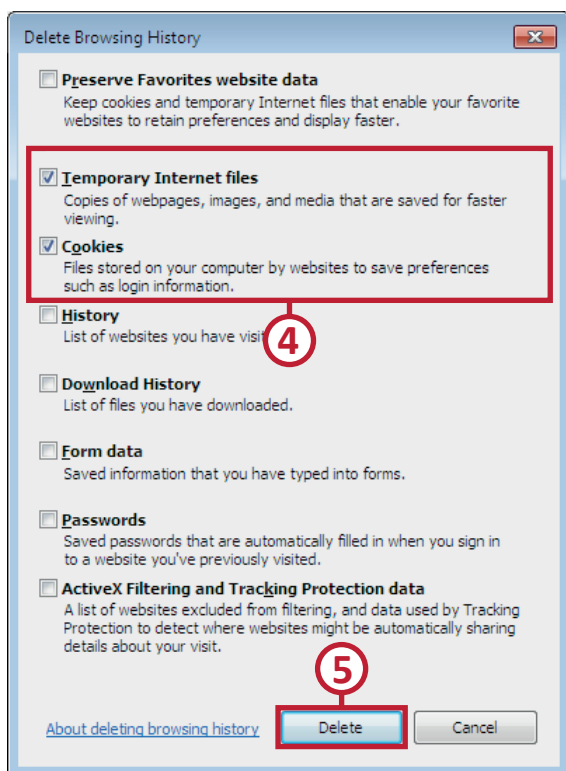 Delete Browsing History
Preserve Favorites website data
Keep cookies and temporary Internet files that enable your favorite
websites to retain preferences and display faster.
Temporary Internet files
Copies of webpages, images, and media that are saved for faster
viewing.
Cookies
Files stored on your computer by websites to save preferences
such as login information.
History
List of websites you have
4
Download History
List of files you have downloaded.
Form data
Saved information that you have typed into forms.
Passwords
Saved passwords that are automatically filled in when you sign in
to a website you've previously visited.
ActiveX Filtering and Tracking Protection data
A list of websites excluded from filtering, and data used by Tracking
Protection to detect where websites might be automatically sharing
details about your visit.
5
About deleting browsing history Delete Cancel